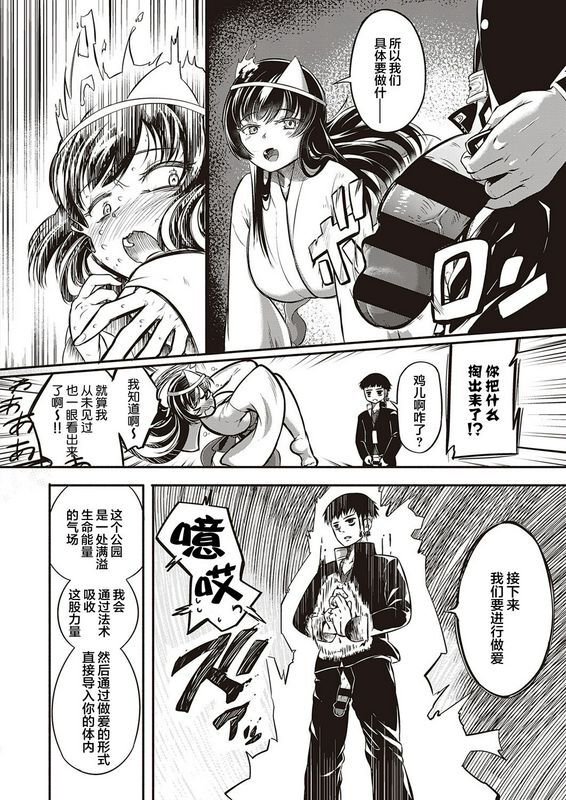 所以我们
具体要做什—
ボ
ロン
你把什么
掏出来了!?
鸡儿啊咋了?
我知道啊~
就算我
从未见过
也一眼看出来
了啊~!!
接下来
我们要进行做爱
噫哎
这个公园
是一处满溢
生命能量
的气场
我会
通过法术
吸收
这股力量
然后通过做爱的形式
直接导入你的体内